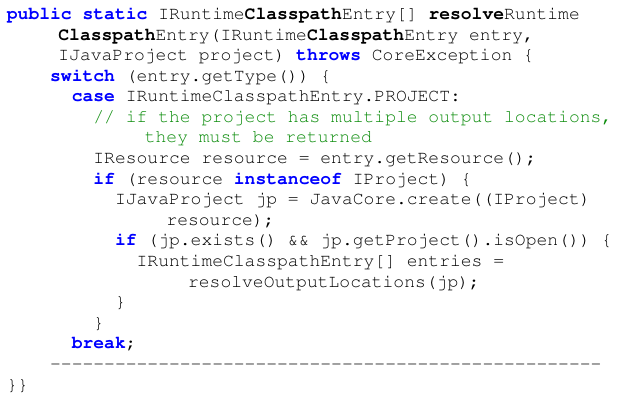 public static IRuntimeClasspathEntry[] resolveRuntime
ClasspathEntry(IRuntimeClasspathEntry entry,
IJavaProject project) throws CoreException {
switch (entry.getType()) {
case IRuntimeClasspathEntry.PROJECT:
// if the project has multiple output locations,
they must be returned
IResource resource = entry.getResource();
if (resource instanceof IProject) {
IJavaProject jp = JavaCore.create((IProject)
resource);
if (jp.exists() && jp.getProject().isOpen()) {
IRuntimeClasspathEntry[] entries =
resolveOutputLocations(jp);
}
}
break;
---------------------------------------------------
}}